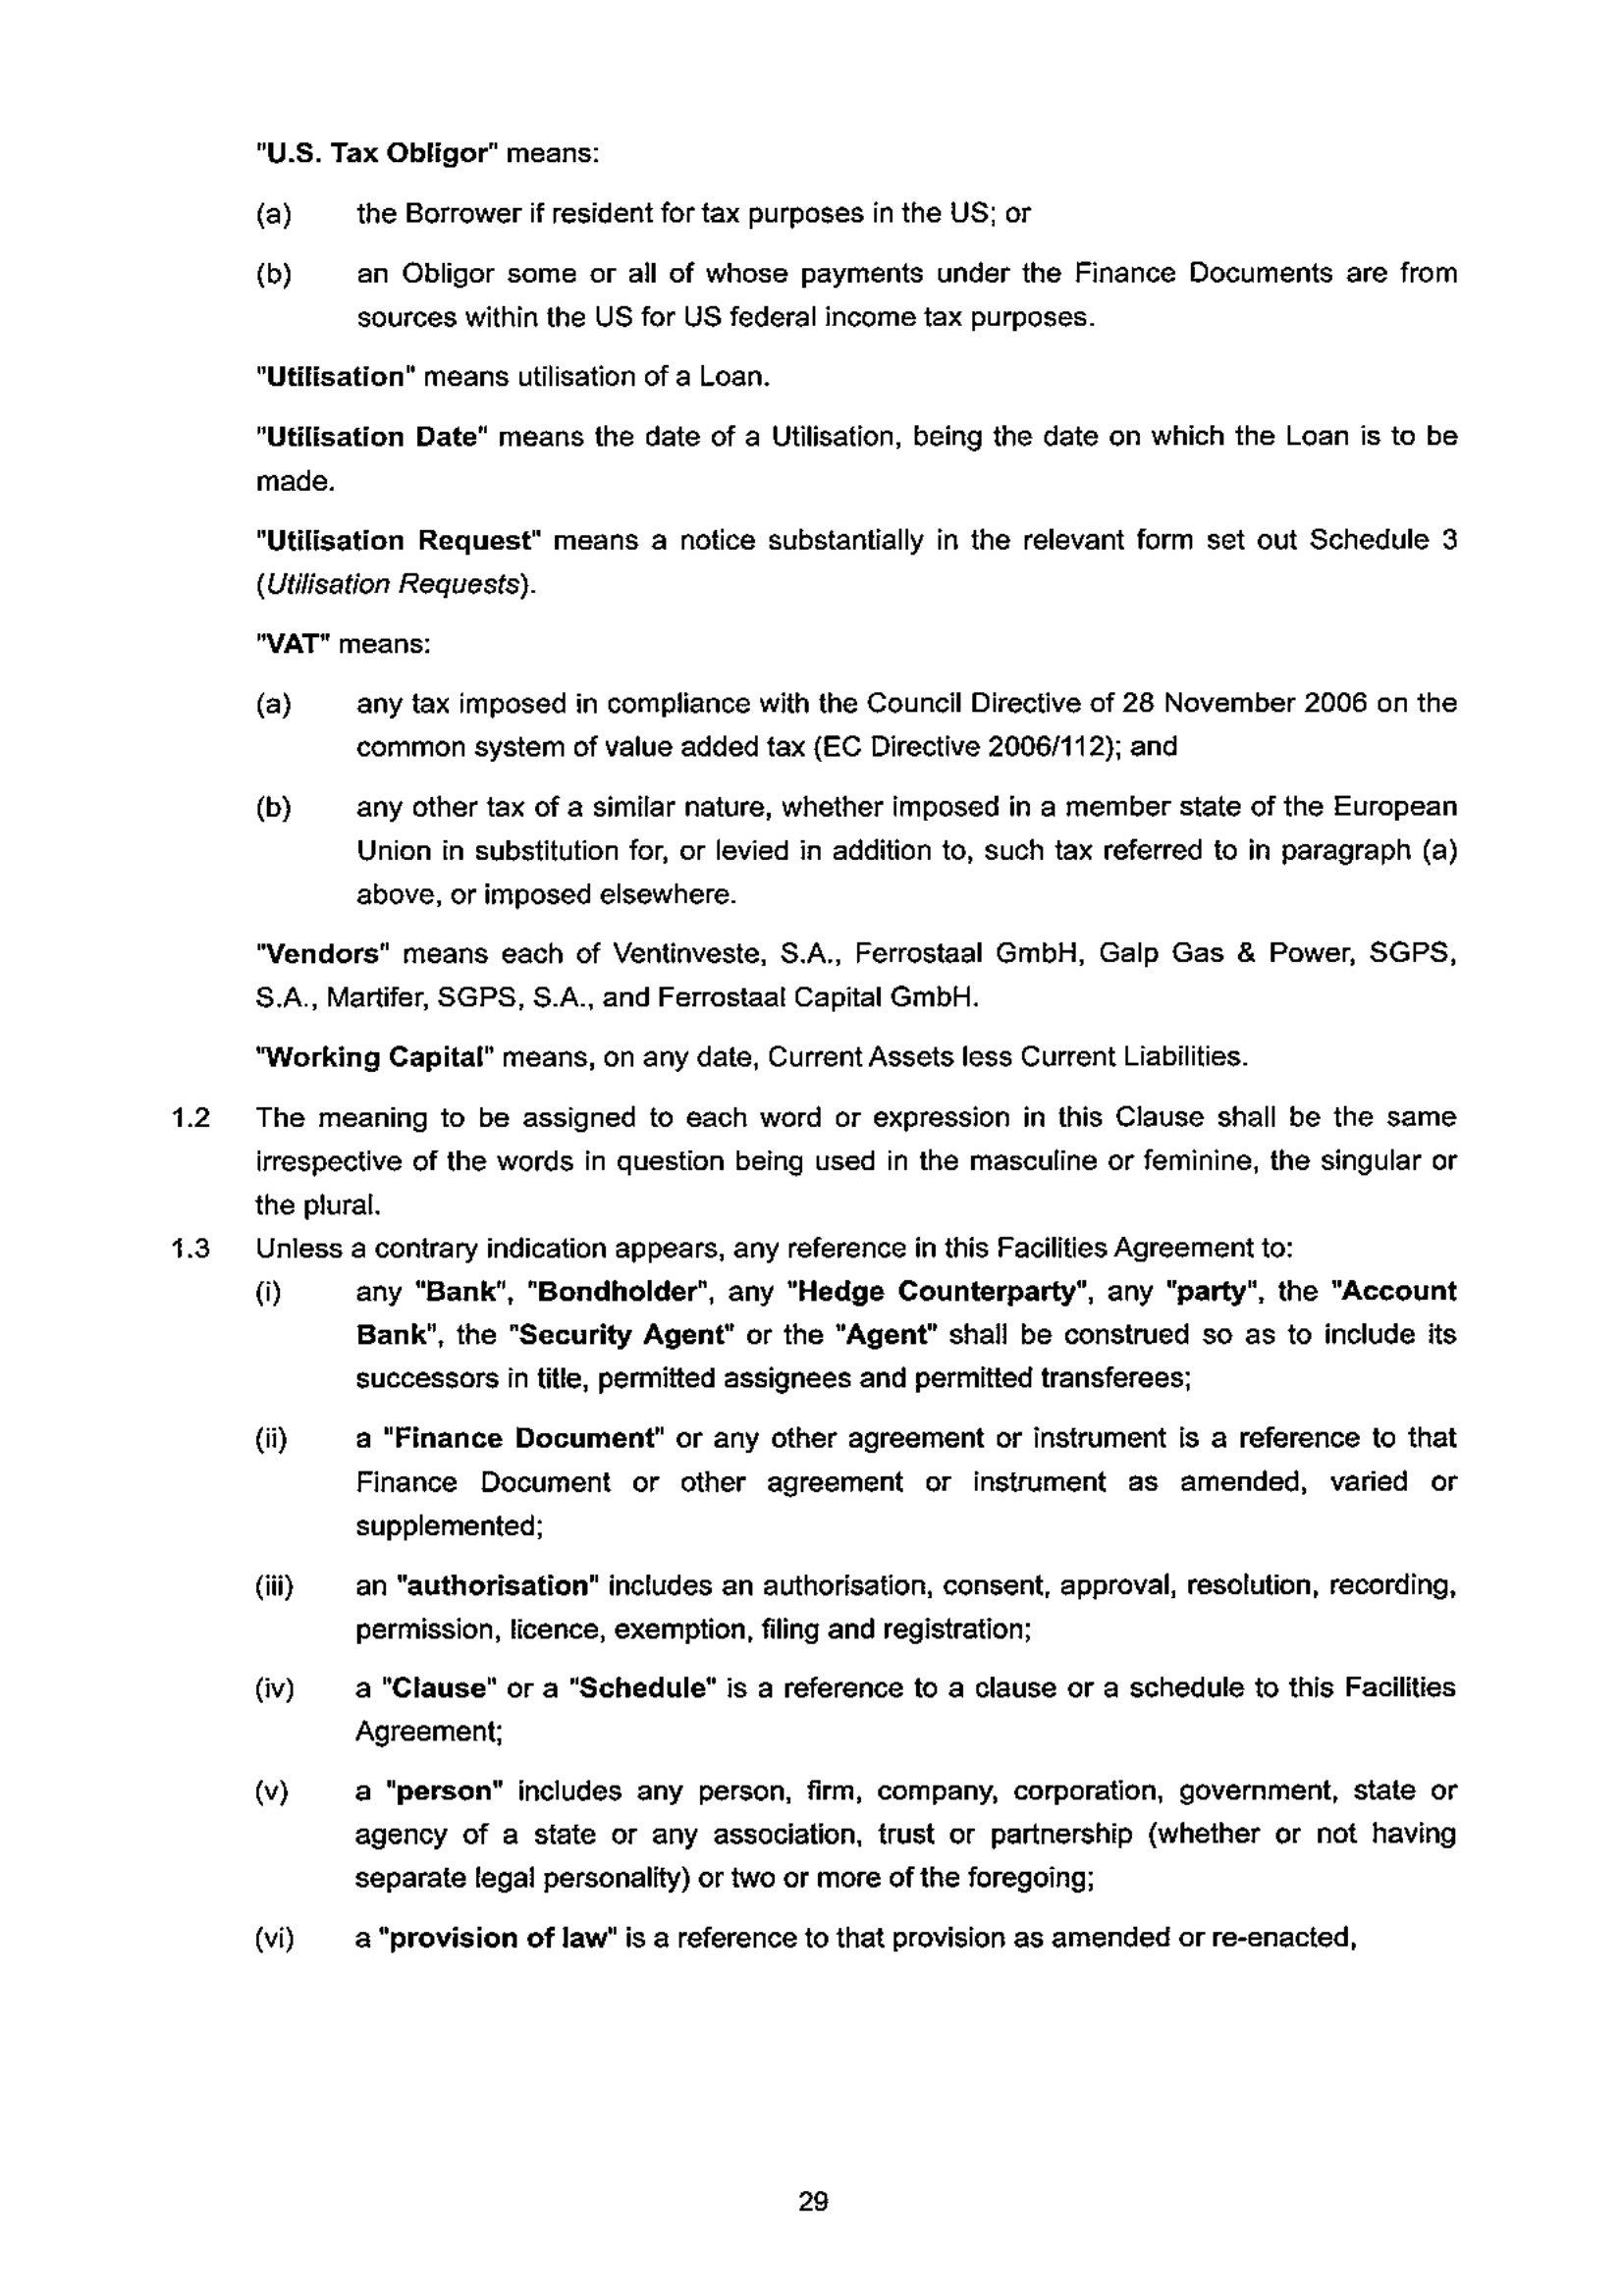 "U.S. Tax Obligor" means:
(a) the Borrower if resident for tax purposes in the US; or
(b) an Obligor some or all of whose payments under the Finance Documents are from
sources within the US for US federal income tax purposes.
"Utilisation" means utilisation of a Loan.
"Utilisation Date" means the date of a Utilisation, being the date on which the Loan is to be
made.
"Utilisation Request" means a notice substantially in the relevant form set out Schedule 3
(Utilisation Requests).
"VAT" means:
(a) any tax imposed in compliance with the Council Directive of 28 November 2006 on the
common system of value added tax (EC Directive 2006/112); and
(b) any other tax of a similar nature, whether imposed in a member state of the European
Union in substitution for, or levied in addition to, such tax referred to in paragraph (a)
above, or imposed elsewhere.
"Vendors" means each of Ventinveste, S.A., Ferrostaal GmbH, Galp Gas & Power, SGPS,
S.A., Martifer, SGPS, S.A., and Ferrostaal Capital GmbH.
"Working Capital" means, on any date, Current Assets less Current Liabilities.
1.2 The meaning to be assigned to each word or expression in this Clause shall be the same
irrespective of the words in question being used in the masculine or feminine, the singular or
the plural.
1.3 Unless a contrary indication appears, any reference in this Facilities Agreement to:
(i) any "Bank", "Bondholder", any "Hedge Counterparty", any "party", the "Account
Bank", the "Security Agent" or the "Agent" shall be construed so as to include its
successors in title, permitted assignees and permitted transferees;
(ii) a "Finance Document" or any other agreement or instrument is a reference to that
Finance Document or other agreement or instrument as amended, varied or
supplemented;
(iii) an "authorisation" includes an authorisation, consent, approval, resolution, recording,
permission, licence, exemption, filing and registration;
(iv) a "Clause" or a "Schedule" is a reference to a clause or a schedule to this Facilities
Agreement;
(v) a "person" includes any person, firm, company, corporation, government, state or
agency of a state or any association, trust or partnership (whether or not having
separate legal personality) or two or more of the foregoing;
(vi) a "provision of law" is a reference to that provision as amended or re-enacted,
29